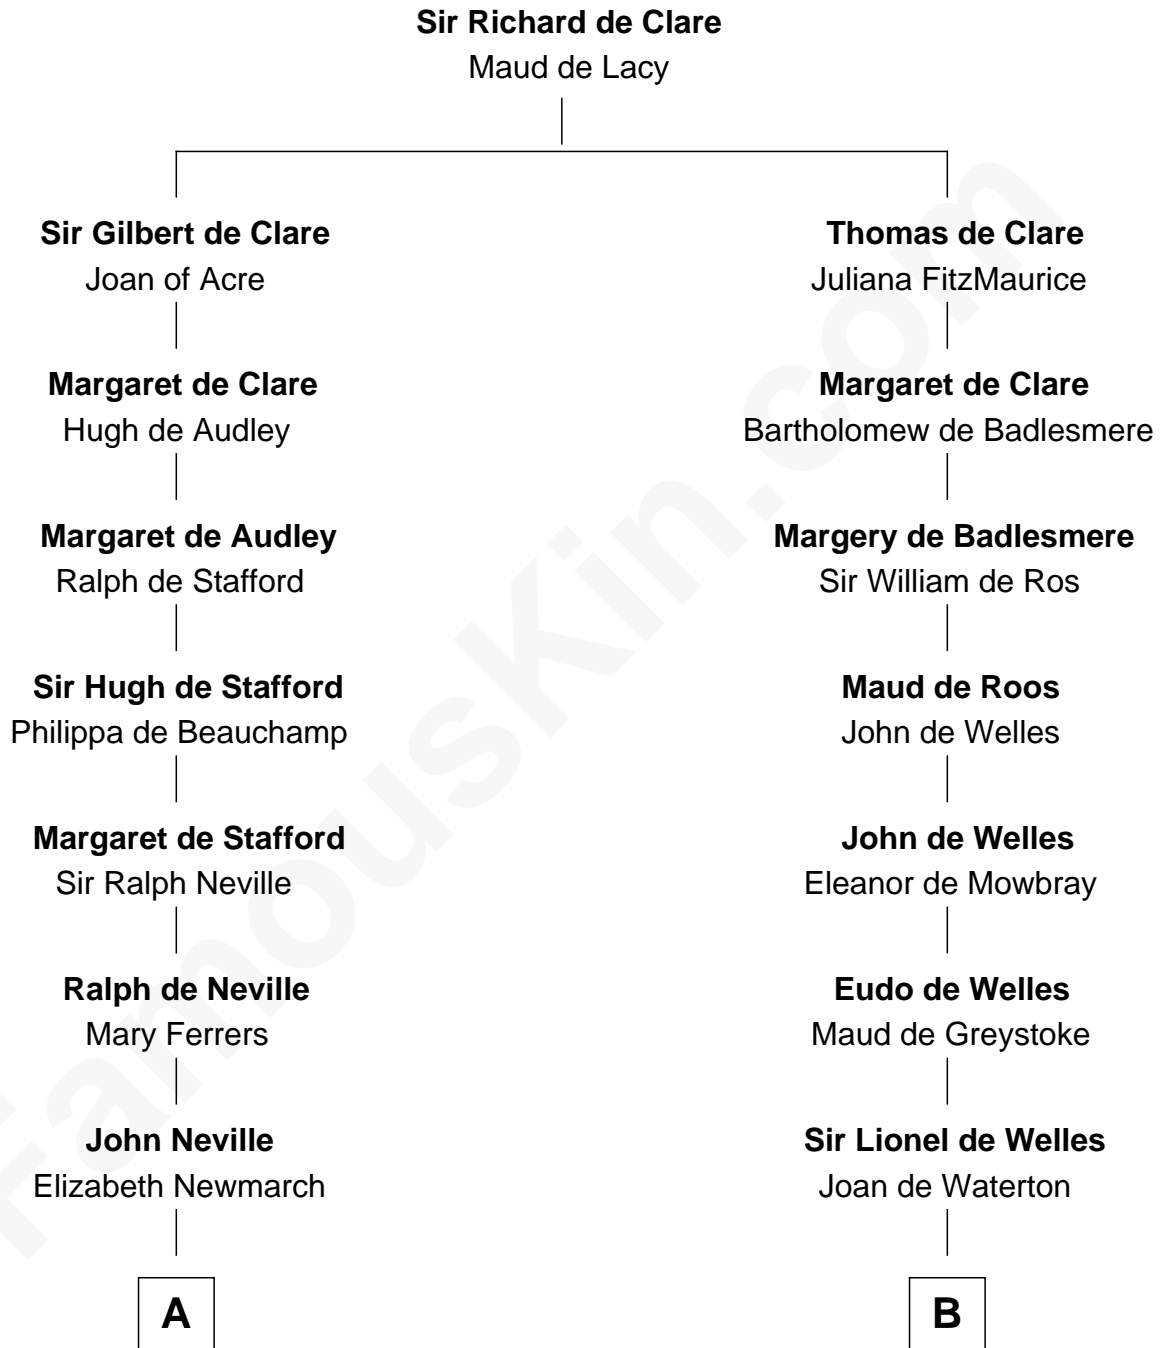 Sir Richard de Clare
Maud de Lacy
Sir Gilbert de Clare
Joan of Acre
Thomas de Clare
Juliana FitzMaurice
Margaret de Clare
Hugh de Audley
Margaret de Clare
Bartholomew de Badlesmere
Margaret de Audley
Ralph de Stafford
Margery de Badlesmere
Sir William de Ros
Sir Hugh de Stafford
Philippa de Beauchamp
Maud de Roos
John de Welles
Margaret de Stafford
Sir Ralph Neville
John de Welles
Eleanor de Mowbray
Ralph de Neville
Mary Ferrers
Eudo de Welles
Maud de Greystoke
John Neville
Elizabeth Newmarch
Sir Lionel de Welles
Joan de Waterton
A
B
FamousKin.com